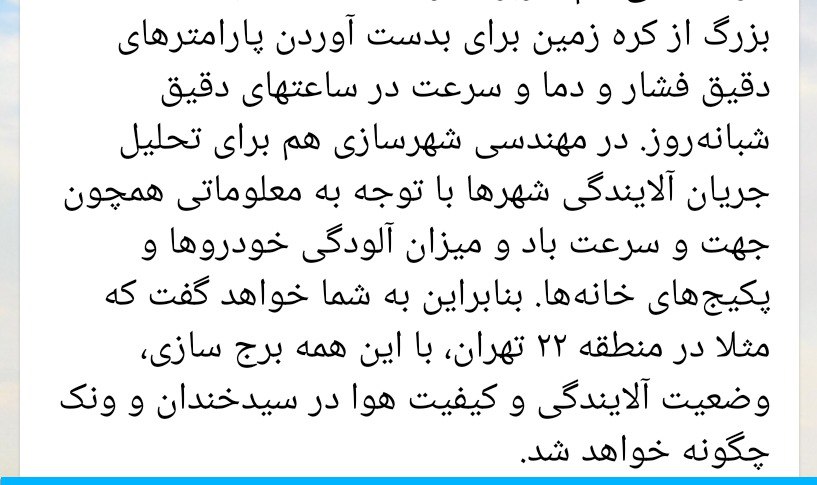 بزرگ از کره زمین برای بدست آوردن پارامترهای
دقیق فشار و دما و سرعت در ساعتهای دقیق
شبانه‌روز. در مهندسی شهرسازی هم برای تحلیل
جریان آلایندگی شهرها با توجه به معلوماتی همچون
جهت و سرعت باد و میزان آلودگی خودروها و
پکیج‌های خانه‌ها. بنابراین به شما خواهد گفت که
مثلا در منطقه ۲۲ تهران، با این همه برج سازی،
وضعیت آلایندگی و کیفیت هوا در سیدخندان و ونک
چگونه خواهد شد.